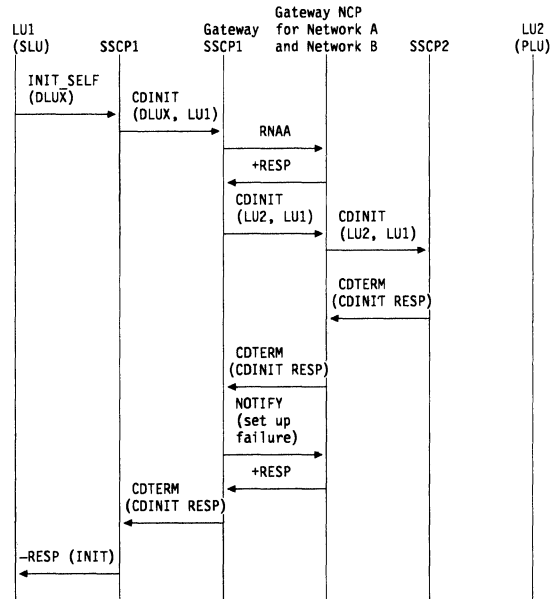 Gateway NCP
LU1 Gateway for Network A LU2
(SLU) SSCP1 SSCP1 and Network B SSCP2 (PLU)
INIT_SELF
(DLUX)
CDINIT
(DLUX, LU1)
RNAA
+RESP
CDINIT
(LU2, LU1)
CDINIT
(LU2, LU1)
CDTERM
(CDINIT RESP)
CDTERM
(CDINIT RESP)
NOTIFY
(set up
failure)
+RESP
CDTERM
(CDINIT RESP)
—RESP (INIT)